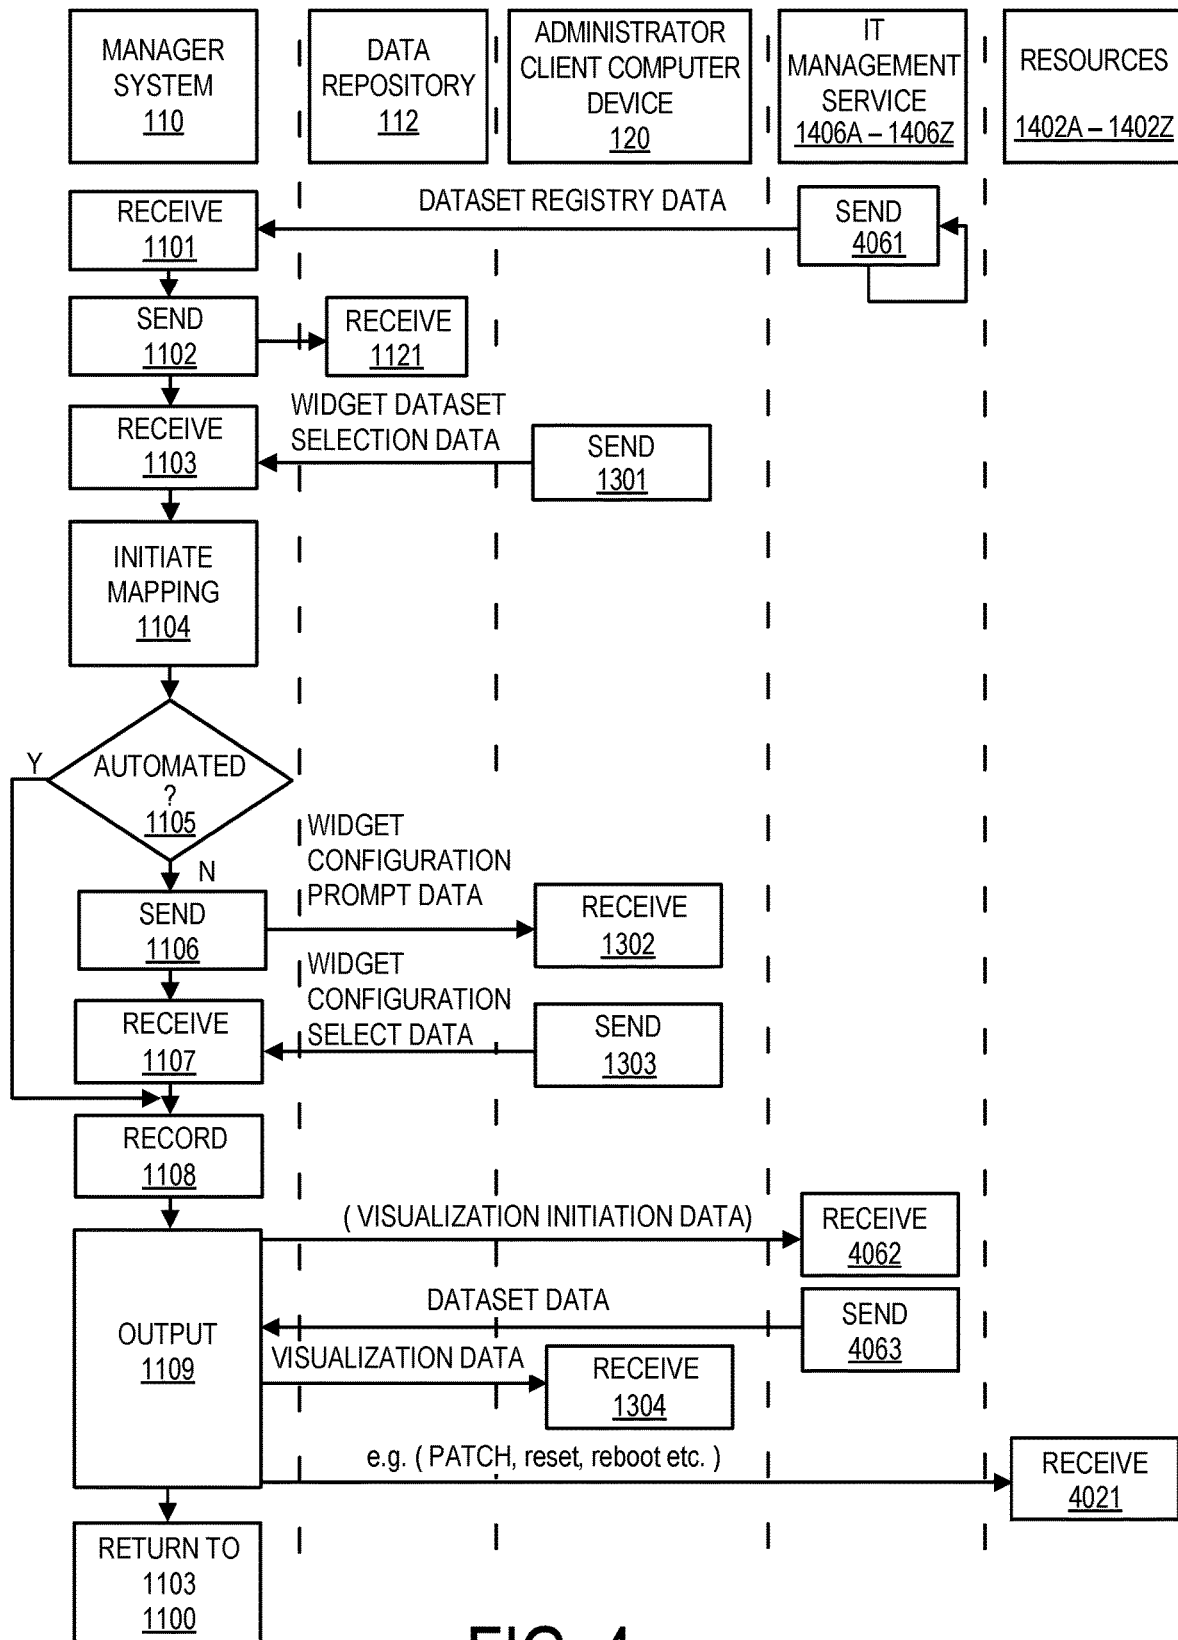 MANAGER
SYSTEM
110
DATA
REPOSITORY
112
ADMINISTRATOR
CLIENT COMPUTER
DEVICE
120
IT
MANAGEMENT
SERVICE
1406A – 1406Z
RESOURCES
1402A – 1402Z
RECEIVE
1101
DATASET REGISTRY DATA
SEND
4061
SEND
1102
RECEIVE
1121
RECEIVE
1103
WIDGET DATASET
SELECTION DATA
SEND
1301
INITIATE
MAPPING
1104
Y
AUTOMATED
?
1105
N
WIDGET
CONFIGURATION
PROMPT DATA
SEND
1106
RECEIVE
1302
WIDGET
CONFIGURATION
SELECT DATA
RECEIVE
1107
SEND
1303
RECORD
1108
( VISUALIZATION INITIATION DATA)
RECEIVE
4062
DATASET DATA
SEND
4063
OUTPUT
1109
VISUALIZATION DATA
RECEIVE
1304
e.g. ( PATCH, reset, reboot etc. )
RECEIVE
4021
RETURN TO
1103
1100
FIG. 4